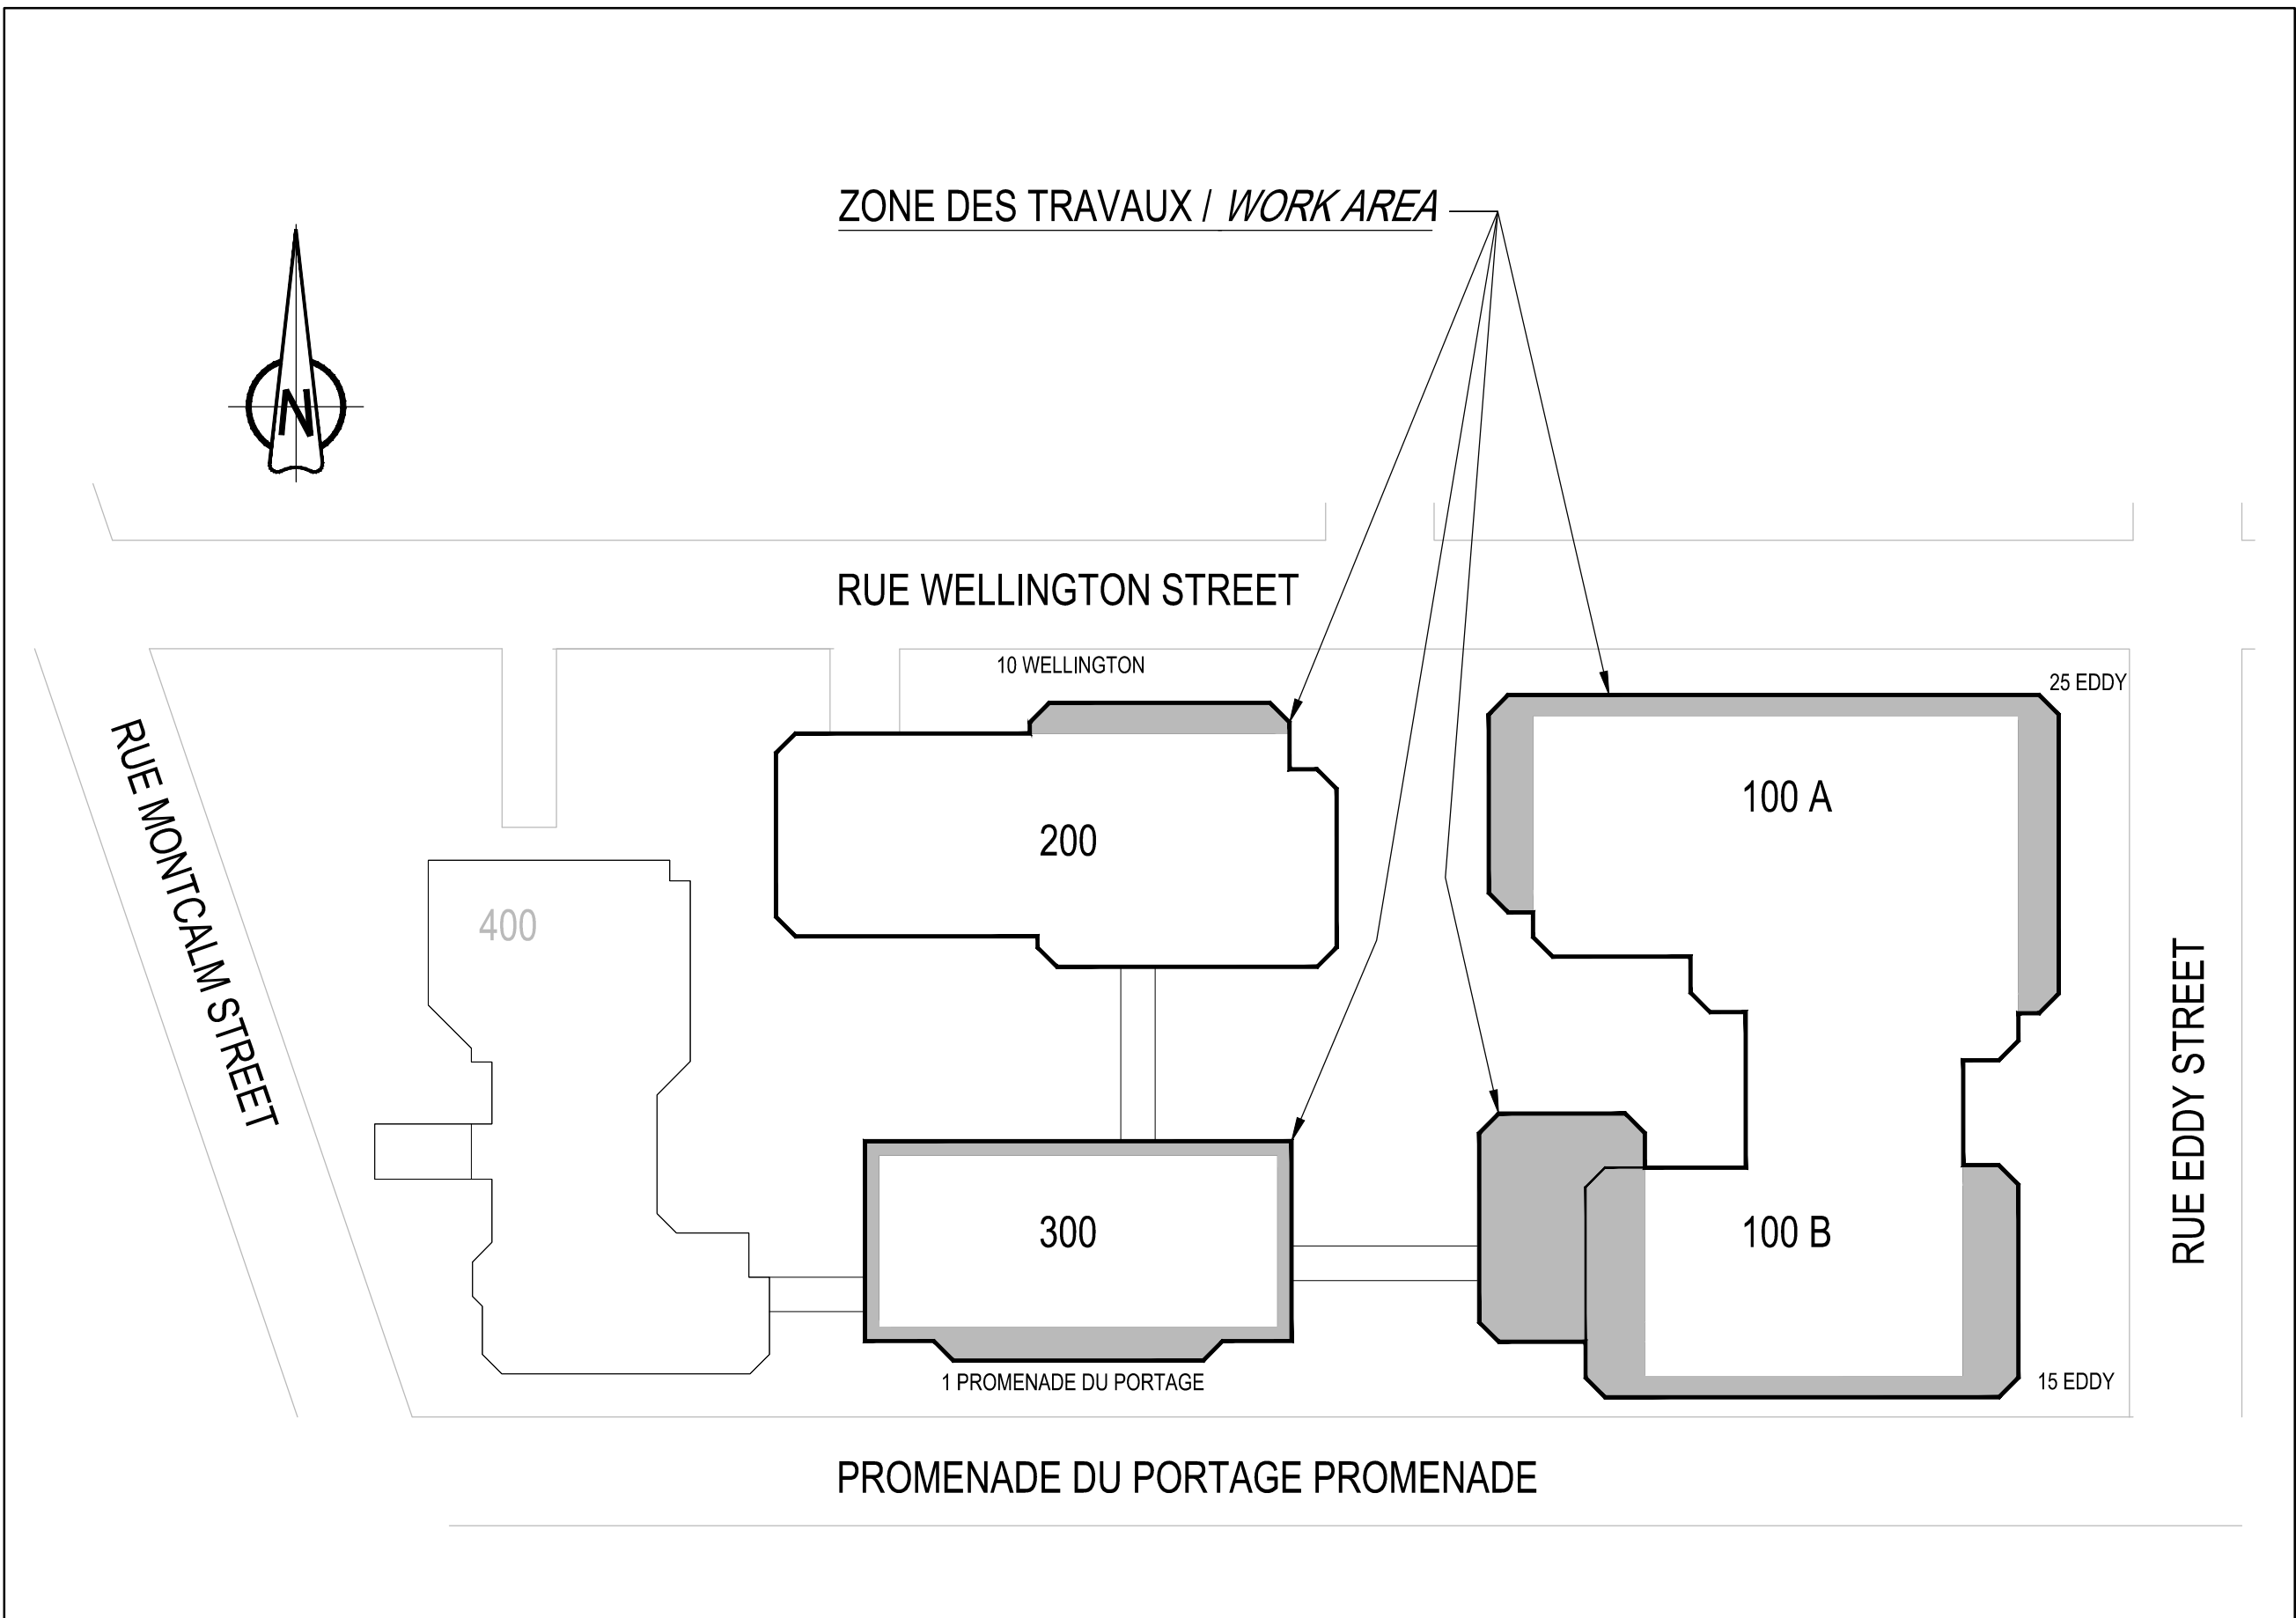 ZONE DES TRAVAUX / WORK AREA
N
RUE WELLINGTON STREET
10 WELLINGTON
25 EDDY
RUE MONTCALM STREET
100 A
200
400
RUE EDDY STREET
300
100 B
1 PROMENADE DU PORTAGE
15 EDDY
PROMENADE DU PORTAGE PROMENADE